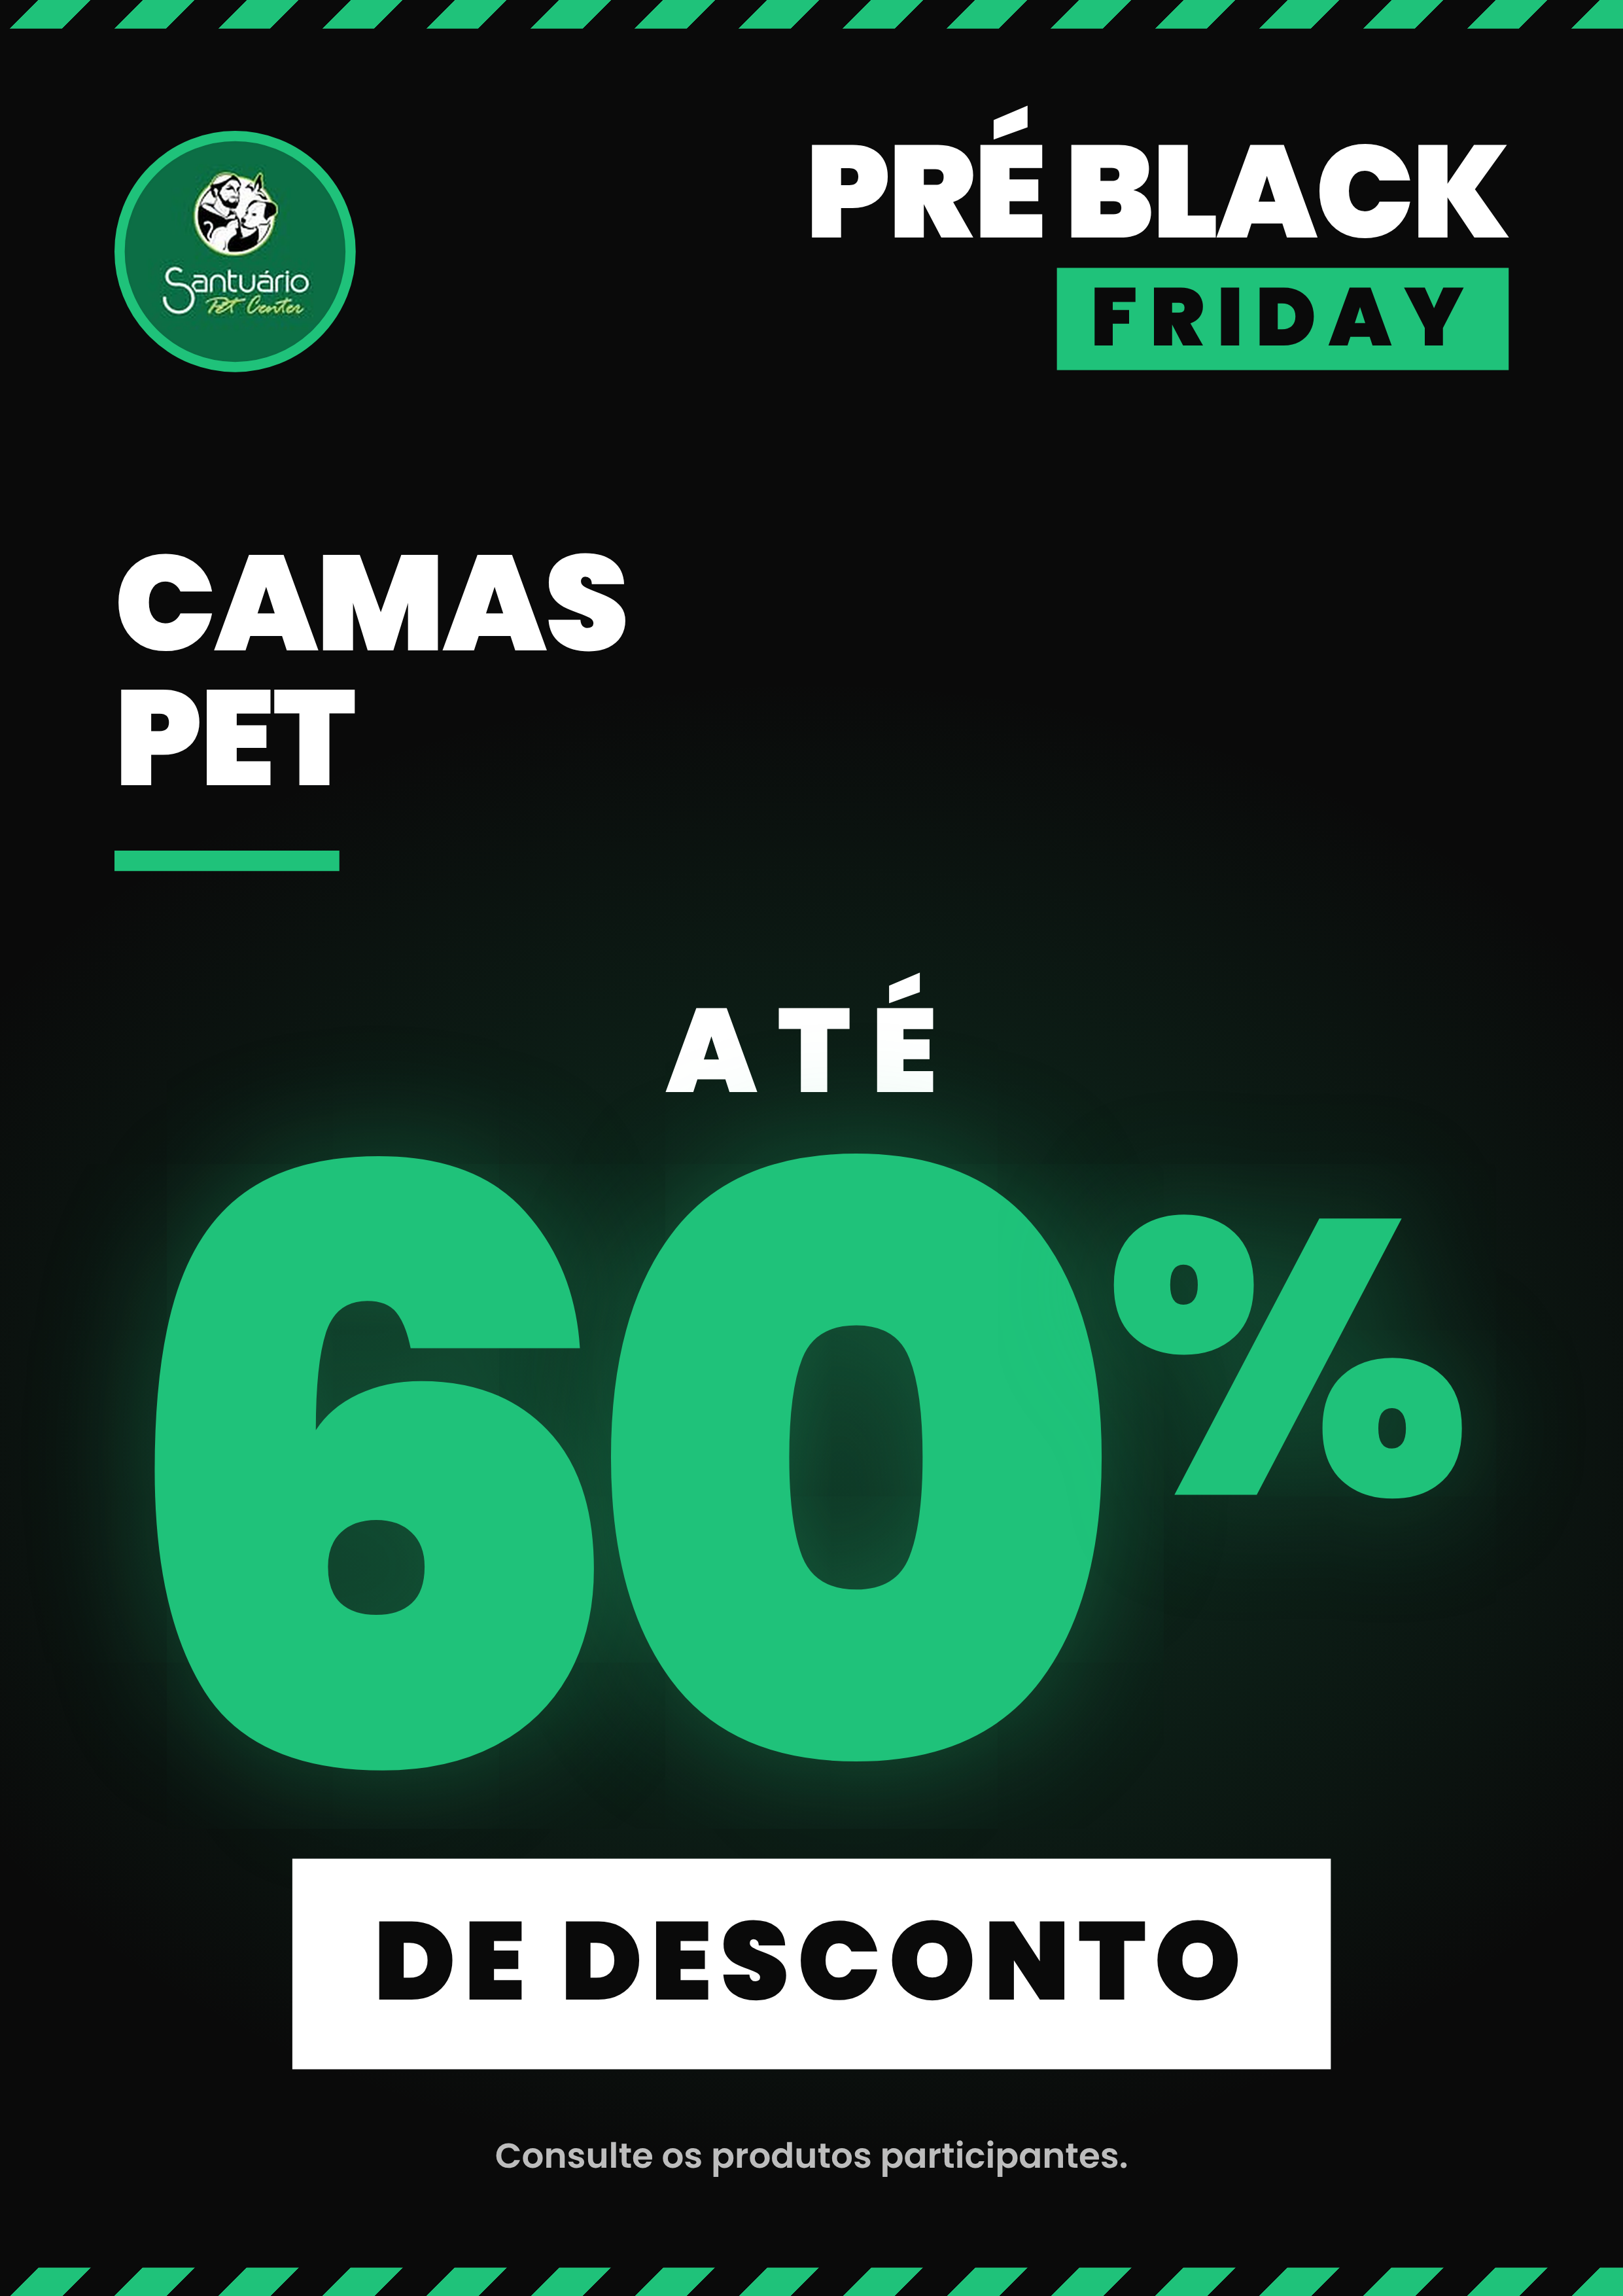 Santuário
Pet Center
PRÉ BLACK
FRIDAY
CAMAS
PET
ATÉ
60%
DE DESCONTO
Consulte os produtos participantes.